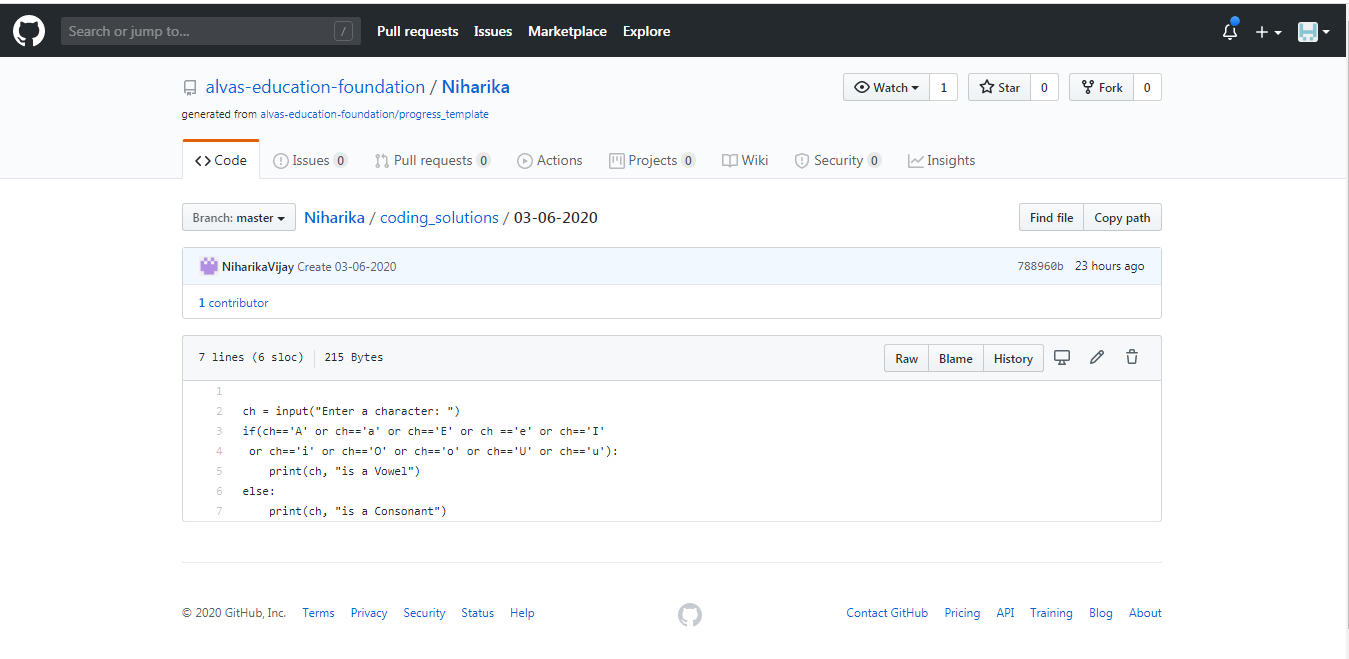 Search or jump to... /
Pull requests Issues Marketplace Explore
alvas-education-foundation / Niharika
Watch 1 Star 0 Fork 0
generated from alvas-education-foundation/progress_template
Code Issues 0 Pull requests 0 Actions Projects 0 Wiki Security 0 Insights
Branch: master Niharika / coding_solutions / 03-06-2020 Find file Copy path
NiharikaVijay Create 03-06-2020 788960b 23 hours ago
1 contributor
7 lines (6 sloc) 215 Bytes Raw Blame History
1
2 ch = input("Enter a character: ")
3 if(ch=='A' or ch=='a' or ch=='E' or ch =='e' or ch=='I'
4 or ch=='i' or ch=='O' or ch=='o' or ch=='U' or ch=='u'):
5 print(ch, "is a Vowel")
6 else:
7 print(ch, "is a Consonant")
© 2020 GitHub, Inc. Terms Privacy Security Status Help Contact GitHub Pricing API Training Blog About